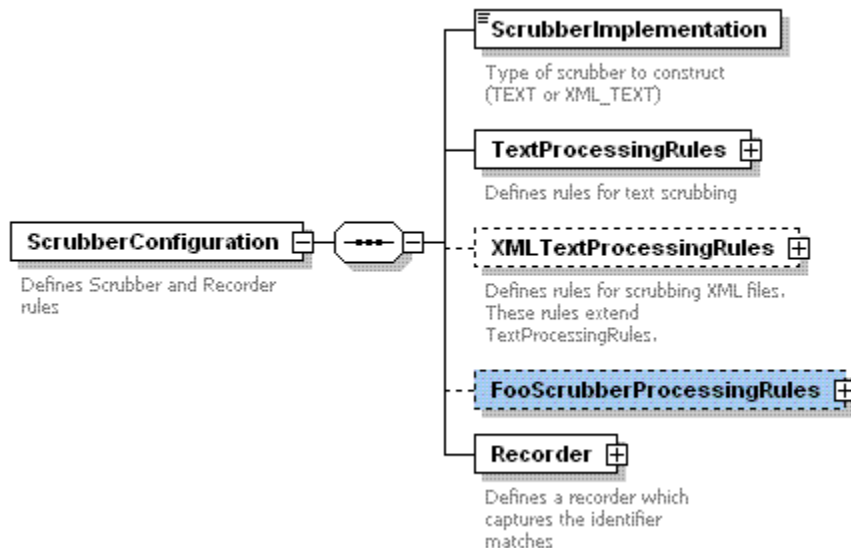 ScrubberImplementation
Type of scrubber to construct
(TEXT or XML_TEXT)
TextProcessingRules
Defines rules for text scrubbing
ScrubberConfiguration
Defines Scrubber and Recorder
rules
XMLTextProcessingRules
Defines rules for scrubbing XML files.
These rules extend
TextProcessingRules.
FooScrubberProcessingRules
Recorder
Defines a recorder which
captures the identifier
matches